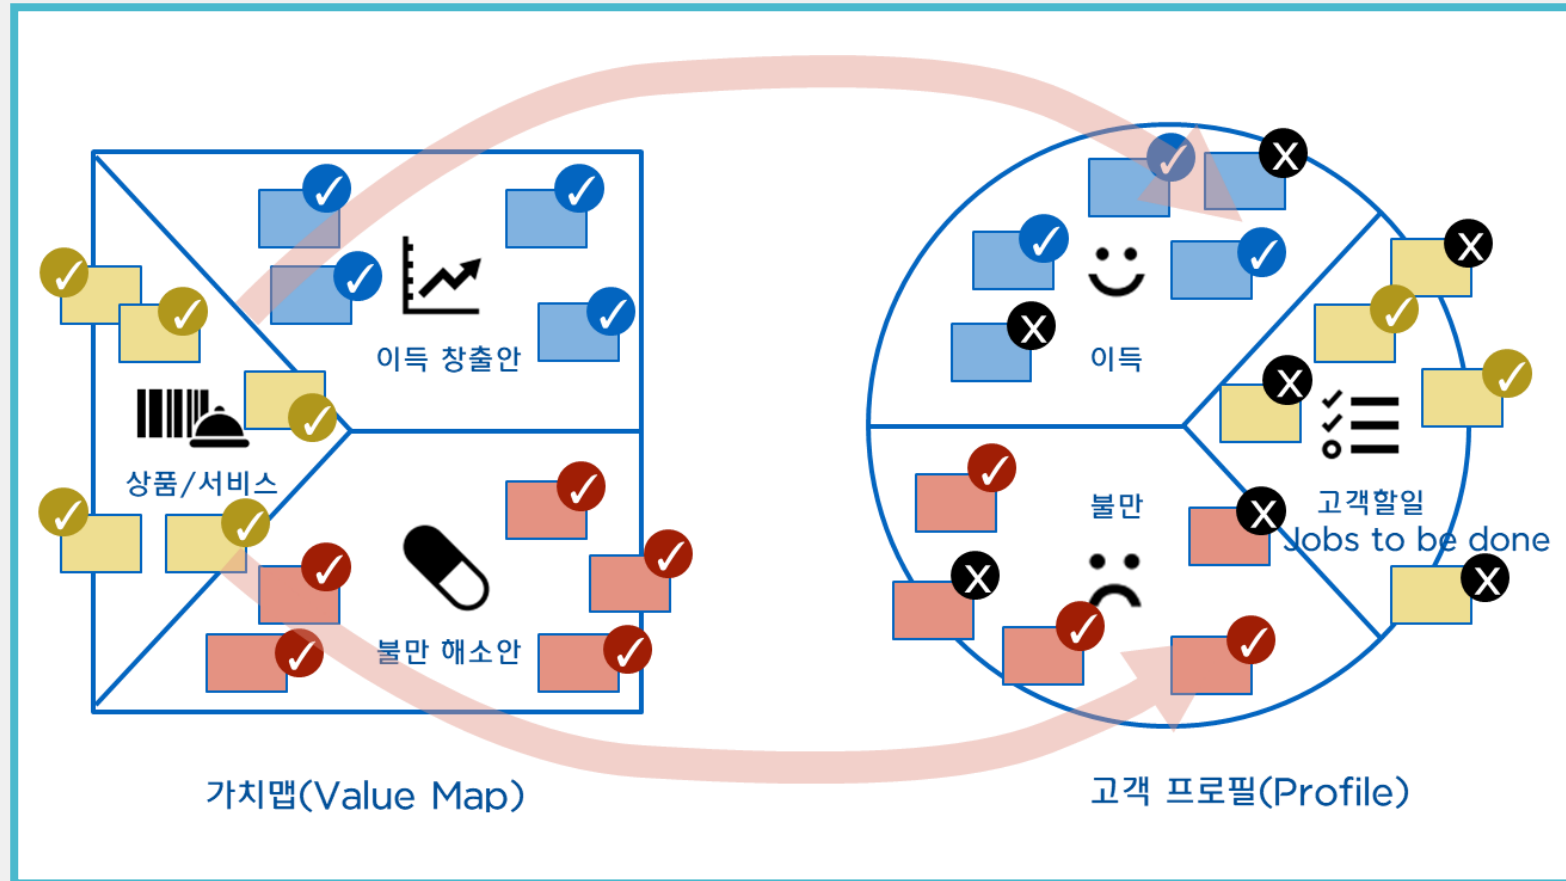 이득 창출안
상품/서비스
불만 해소안
가치맵(Value Map)
이득
불만
고객할일
Jobs to be done
고객 프로필(Profile)